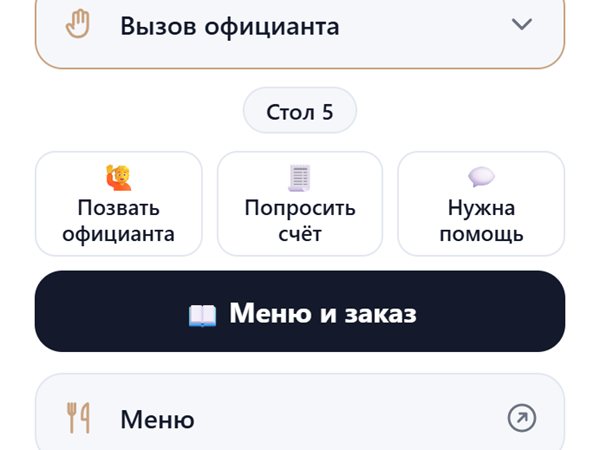 Вызов официанта
Стол 5
Позвать
официанта
Попросить
счёт
Нужна
помощь
Меню и заказ
Меню